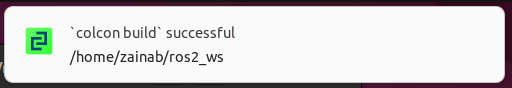 `colcon build` successful
/home/zainab/ros2_ws